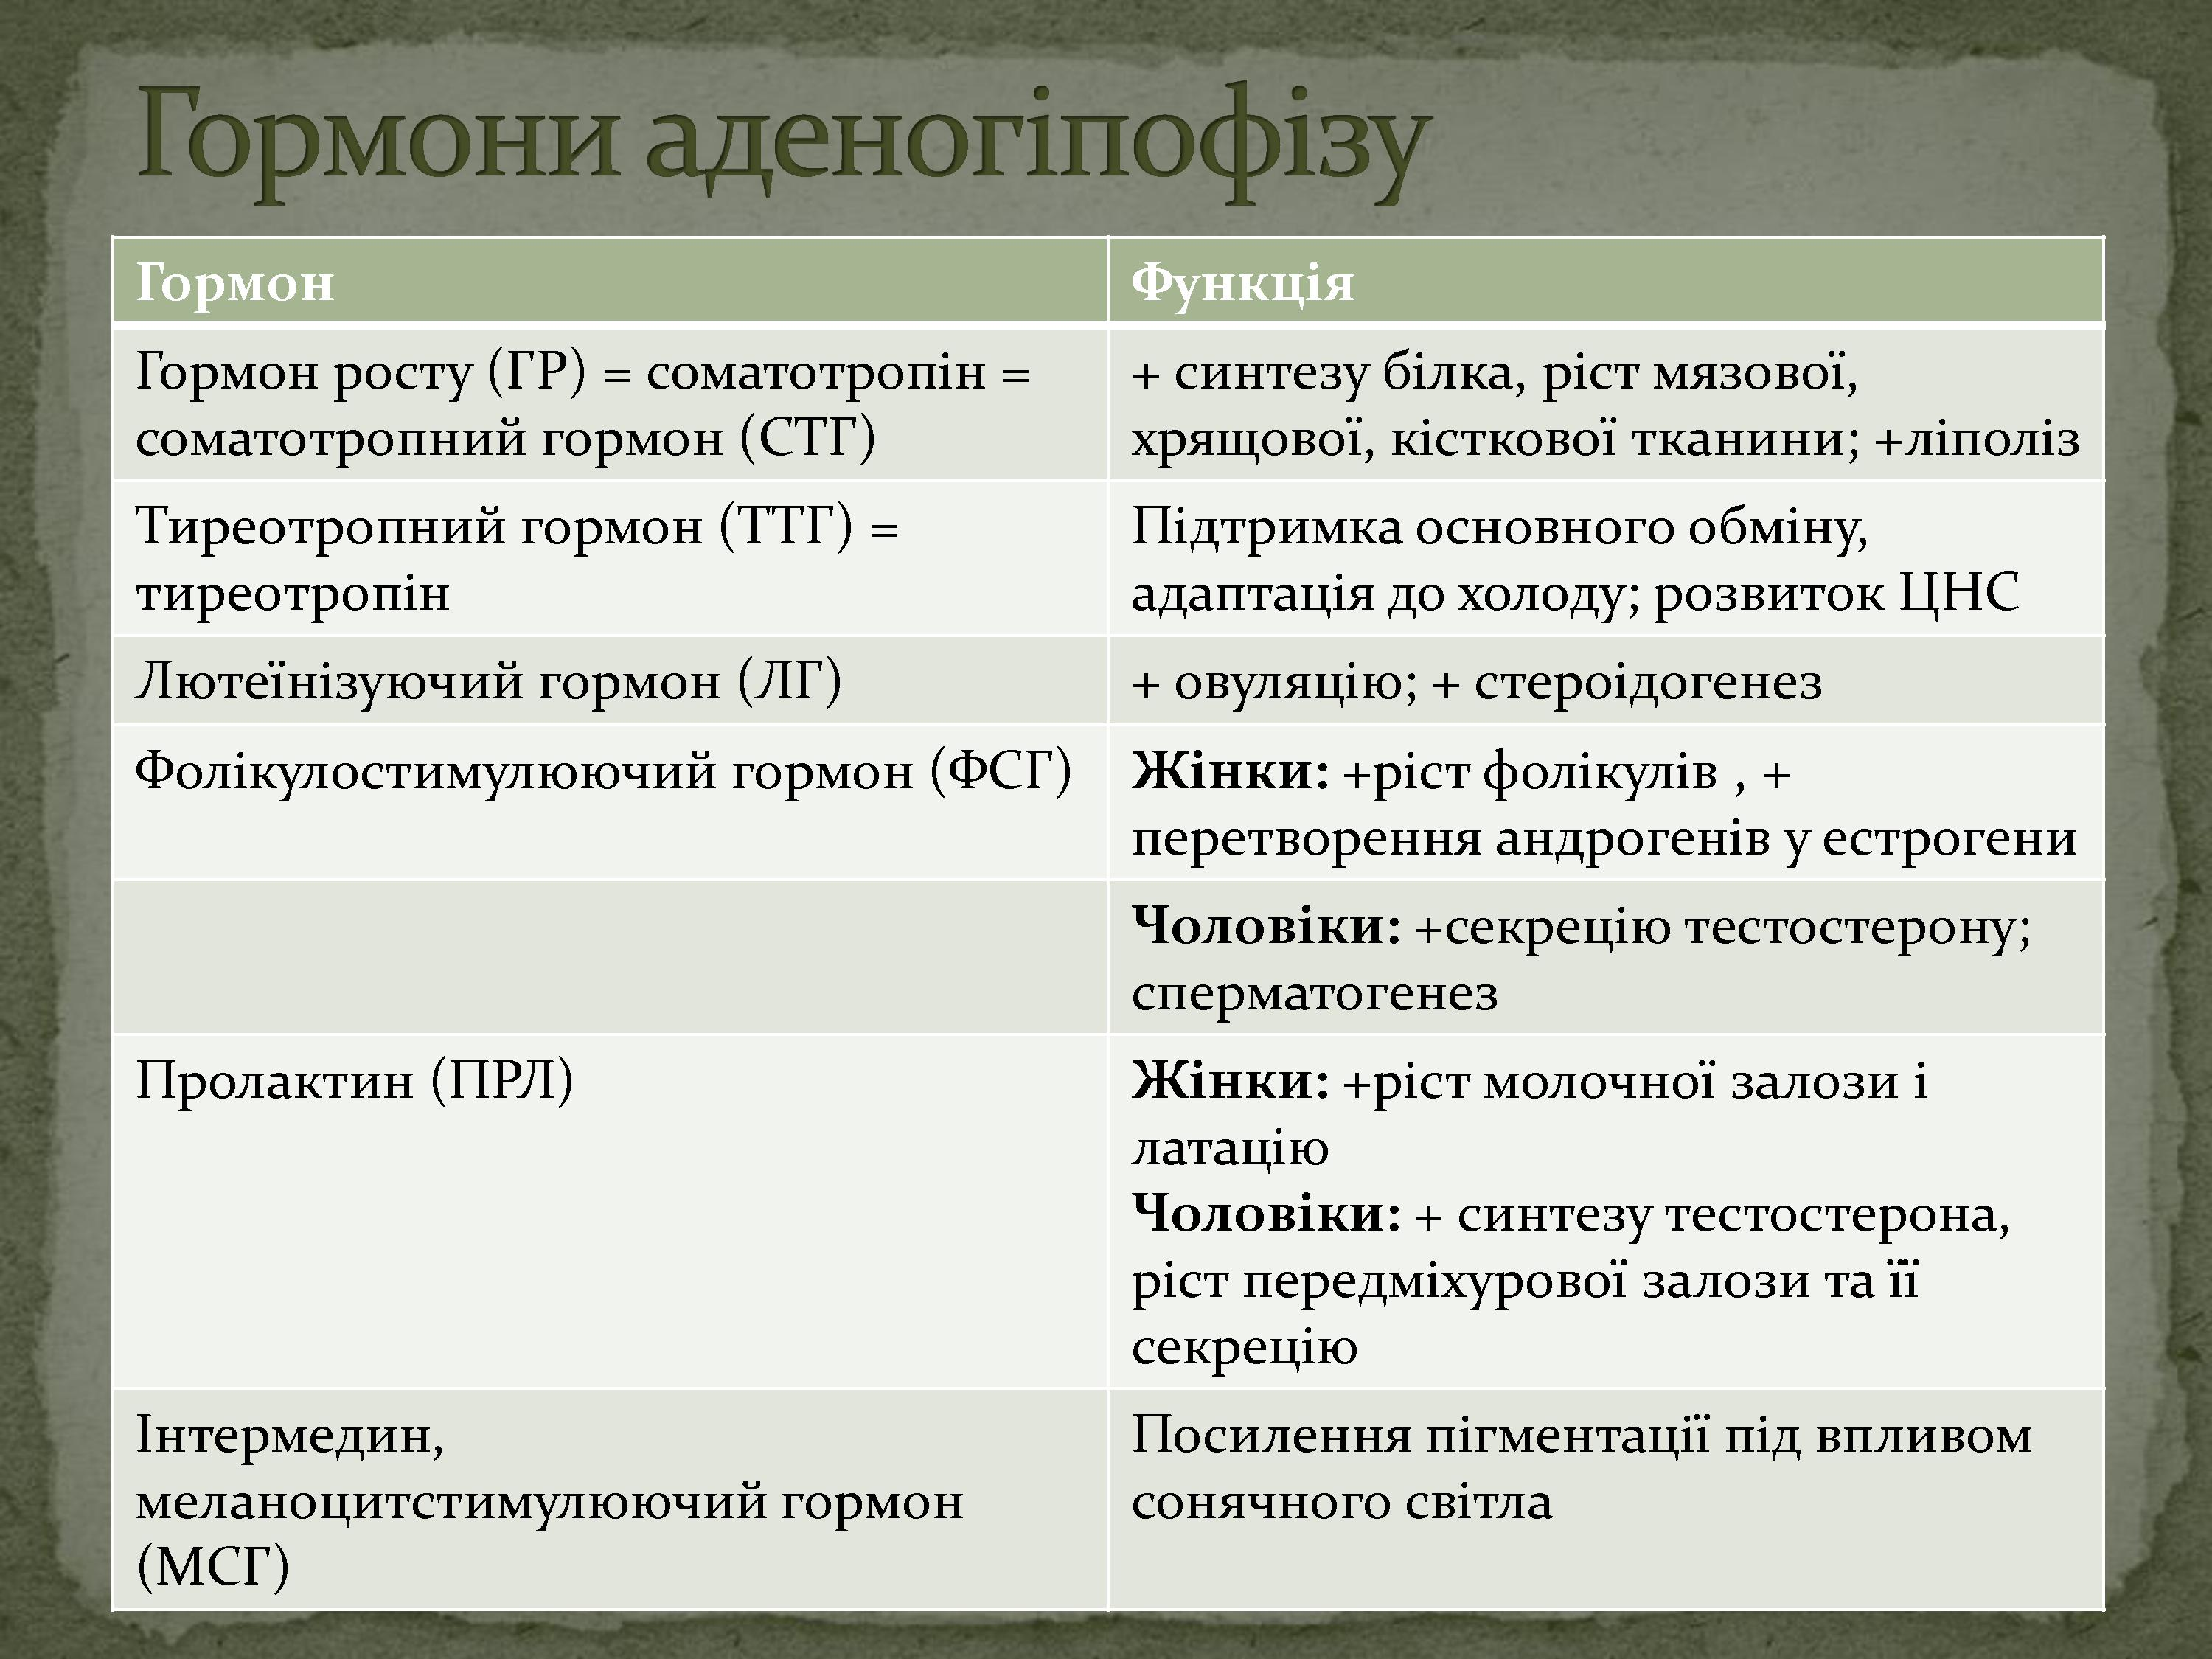 Гормони аденогіпофізу
Гормон
Функція
Гормон росту (ГР) = соматотропін =
соматотропний гормон (СТГ)
+ синтезу білка, ріст мязової,
хрящової, кісткової тканини; +ліполіз
Тиреотропний гормон (ТТГ) =
тиреотропін
Підтримка основного обміну,
адаптація до холоду; розвиток ЦНС
Лютеїнізуючий гормон (ЛГ)
+ овуляцію; + стероідогенез
Фолікулостимулюючий гормон (ФСГ)
Жінки: +ріст фолікулів , +
перетворення андрогенів у естрогени
Чоловіки: +секрецію тестостерону;
сперматогенез
Пролактин (ПРЛ)
Жінки: +ріст молочної залози і
латацію
Чоловіки: + синтезу тестостерона,
ріст передміхурової залози та її
секрецію
Інтермедин,
меланоцитстимулюючий гормон
(МСГ)
Посилення пігментації під впливом
сонячного світла